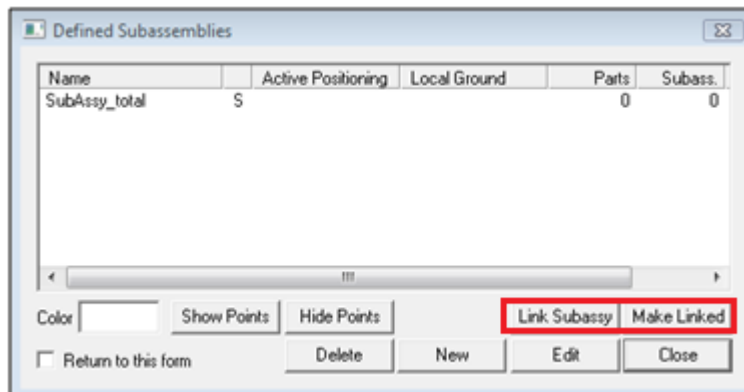 Defined Subassemblies
Name Active Positioning Local Ground Parts Subass.
SubAssy_total S 0 0
Color Show Points Hide Points Link Subassy Make Linked
Return to this form Delete New Edit Close